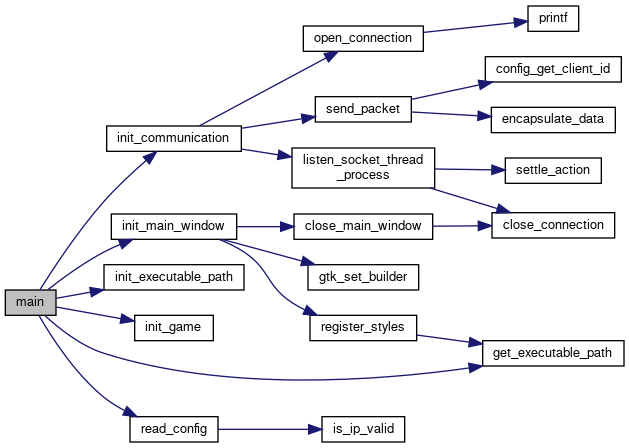 printf
open_connection
config_get_client_id
send_packet
encapsulate_data
init_communication
listen_socket_thread
_process
settle_action
close_connection
init_main_window
close_main_window
init_executable_path
gtk_set_builder
main
init_game
register_styles
get_executable_path
read_config
is_ip_valid